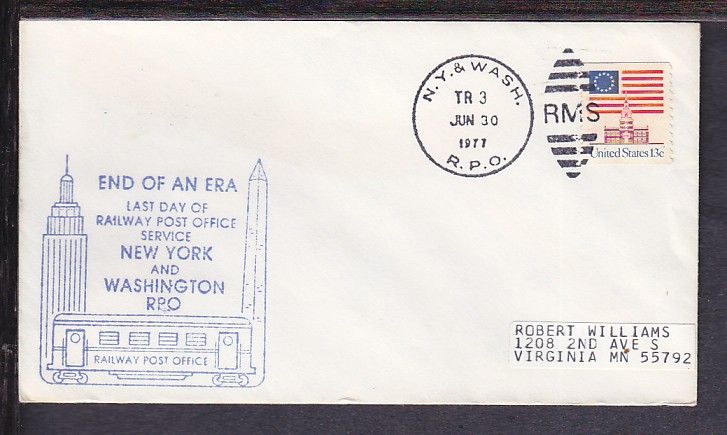 N.Y. & WASH.
TR 3
JUN 30
1977
R.P.O.
RMS
United States 13c
END OF AN ERA
LAST DAY OF
RAILWAY POST OFFICE
SERVICE
NEW YORK
AND
WASHINGTON
RPO
RAILWAY POST OFFICE
ROBERT WILLIAMS
1208 2ND AVE S
VIRGINIA MN 55792